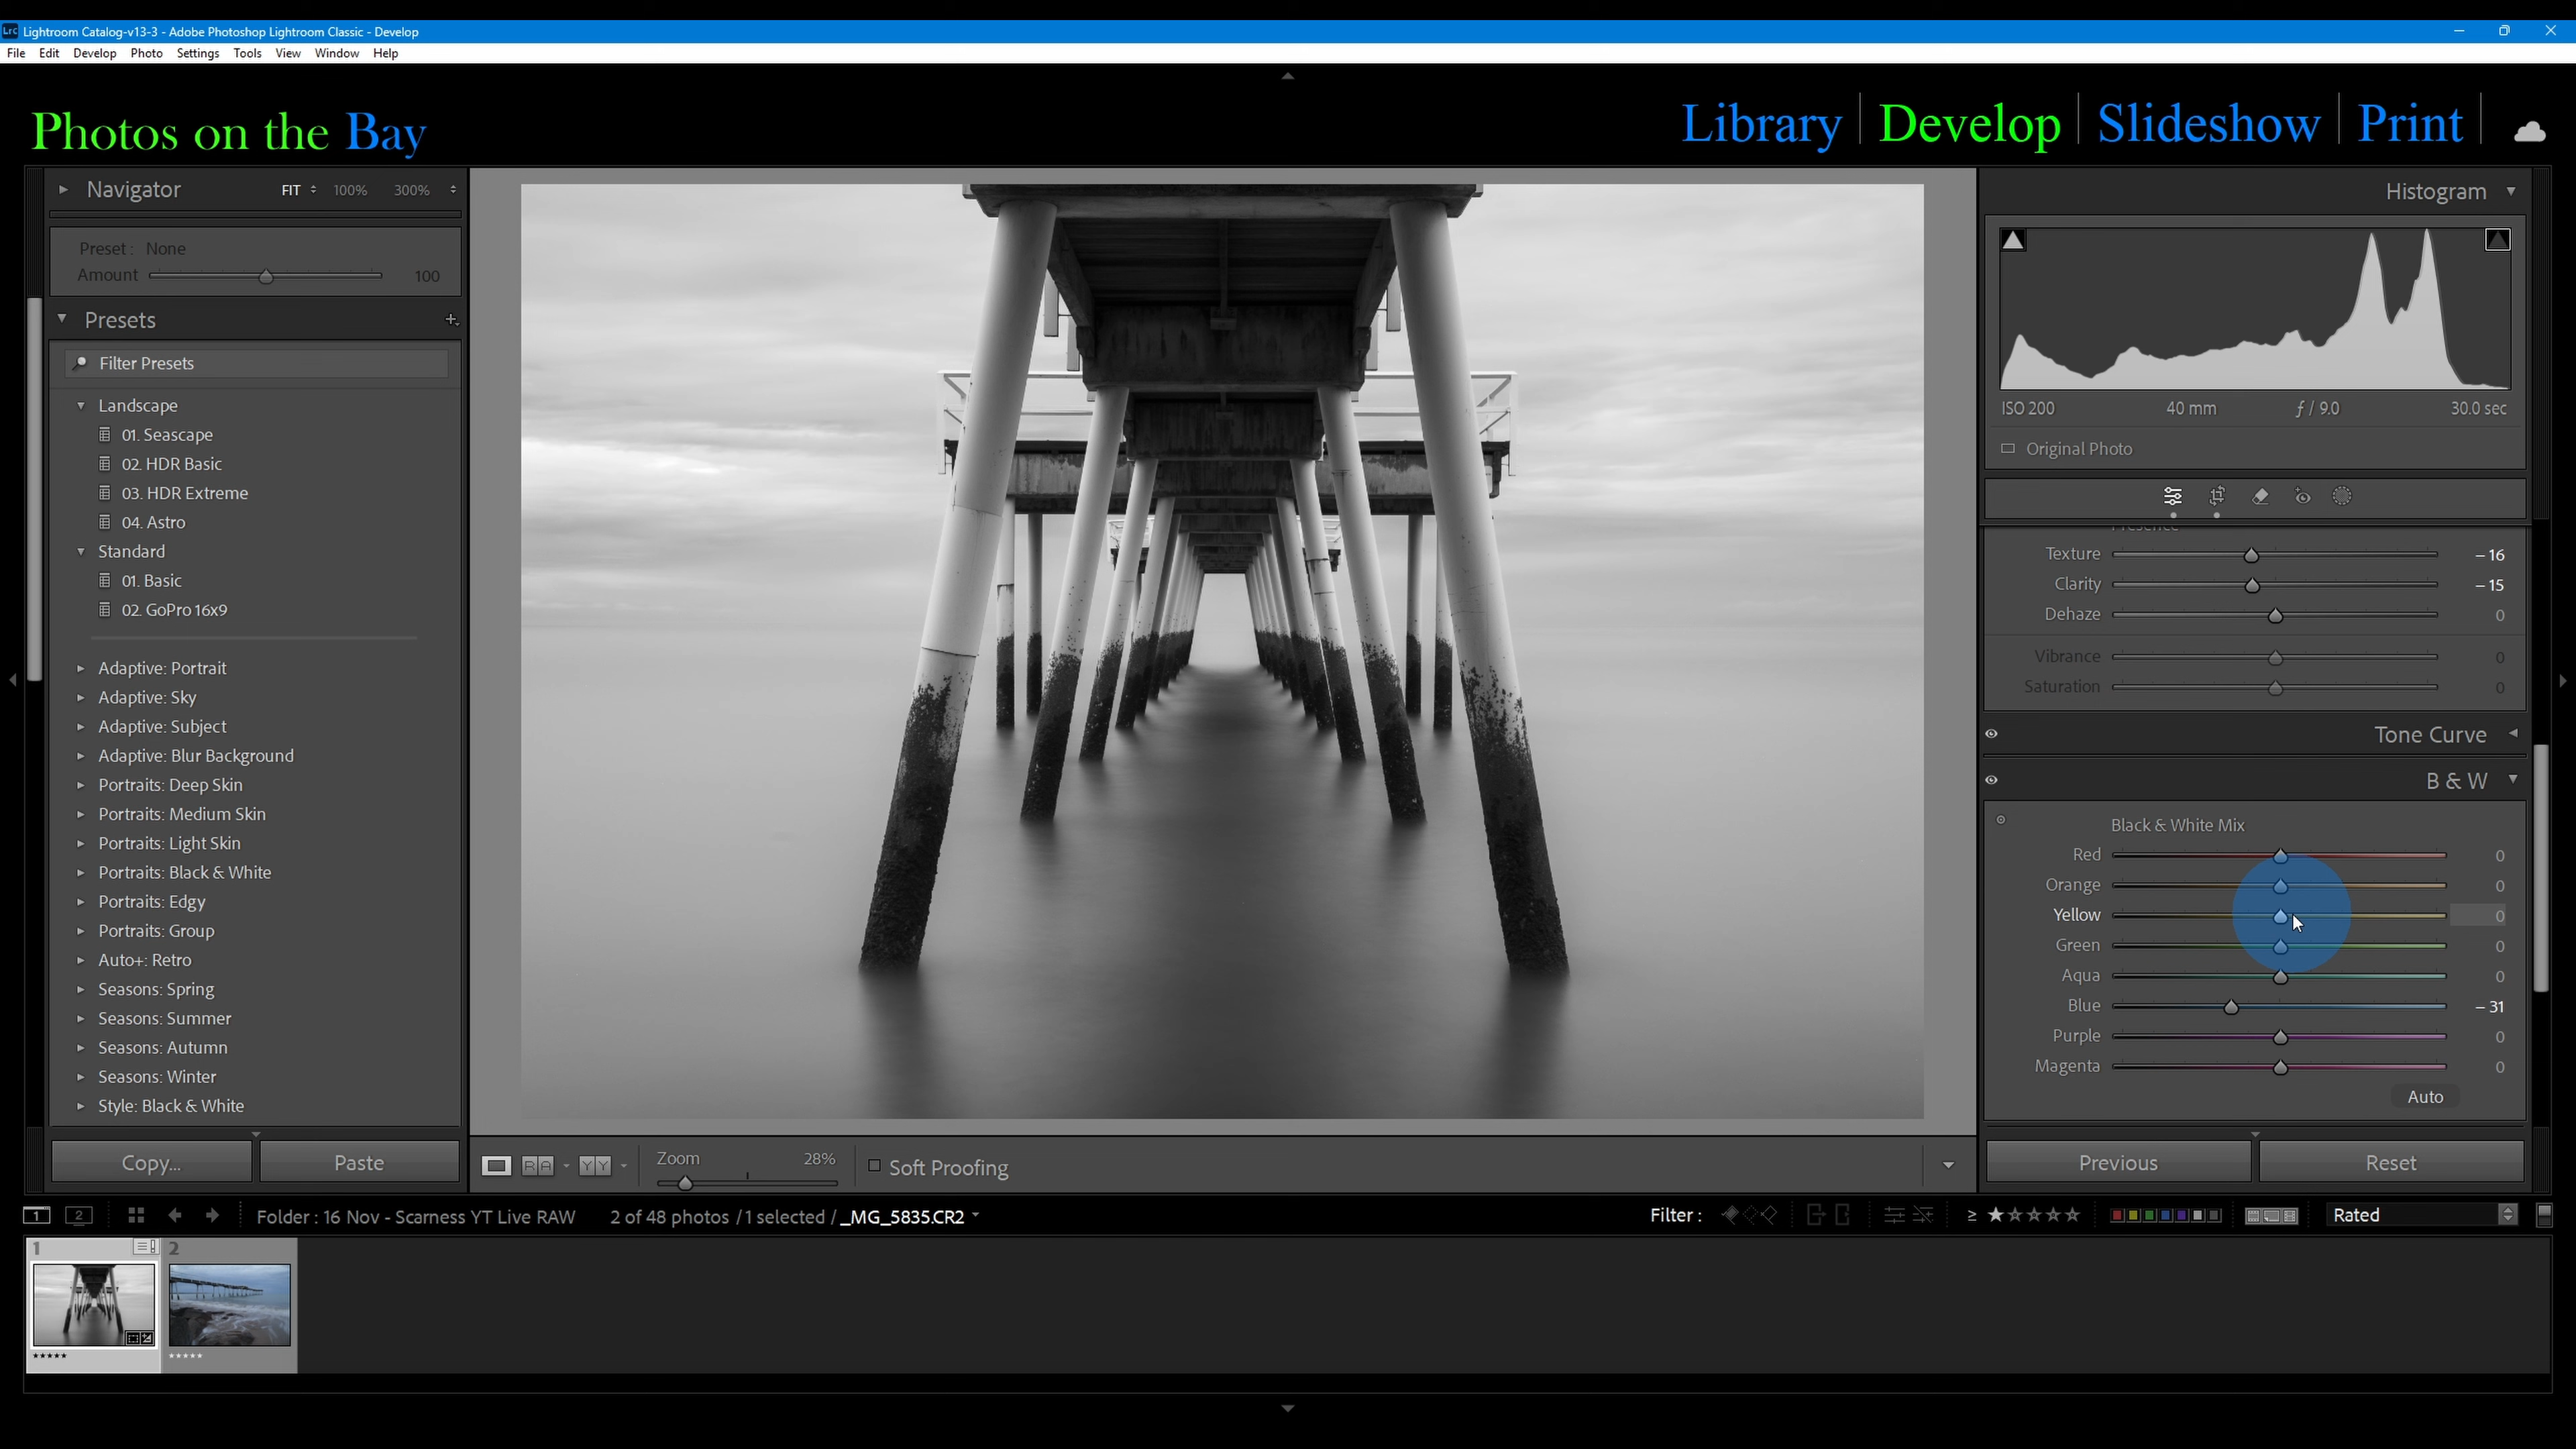 Lrc Lightroom Catalog-v13-3 - Adobe Photoshop Lightroom Classic - Develop
File Edit Develop Photo Settings Tools View Window Help
Photos on the Bay
Library Develop Slideshow Print
Navigator FIT 100% 300%
Preset : None
Amount 100
Presets
Filter Presets
Landscape
01. Seascape
02. HDR Basic
03. HDR Extreme
04. Astro
Standard
01. Basic
02. GoPro 16x9
Adaptive: Portrait
Adaptive: Sky
Adaptive: Subject
Adaptive: Blur Background
Portraits: Deep Skin
Portraits: Medium Skin
Portraits: Light Skin
Portraits: Black & White
Portraits: Edgy
Portraits: Group
Auto+: Retro
Seasons: Spring
Seasons: Summer
Seasons: Autumn
Seasons: Winter
Style: Black & White
Copy... Paste
R A Y Y Zoom 28% Soft Proofing
Histogram
ISO 200 40 mm ƒ / 9.0 30.0 sec
Original Photo
Presence
Texture – 16
Clarity – 15
Dehaze 0
Vibrance 0
Saturation 0
Tone Curve
B & W
Black & White Mix
Red 0
Orange 0
Yellow 0
Green 0
Aqua 0
Blue – 31
Purple 0
Magenta 0
Auto
Previous Reset
1 2 Folder : 16 Nov - Scarness YT Live RAW 2 of 48 photos / 1 selected / _MG_5835.CR2 Filter : ≥ Rated
1 2